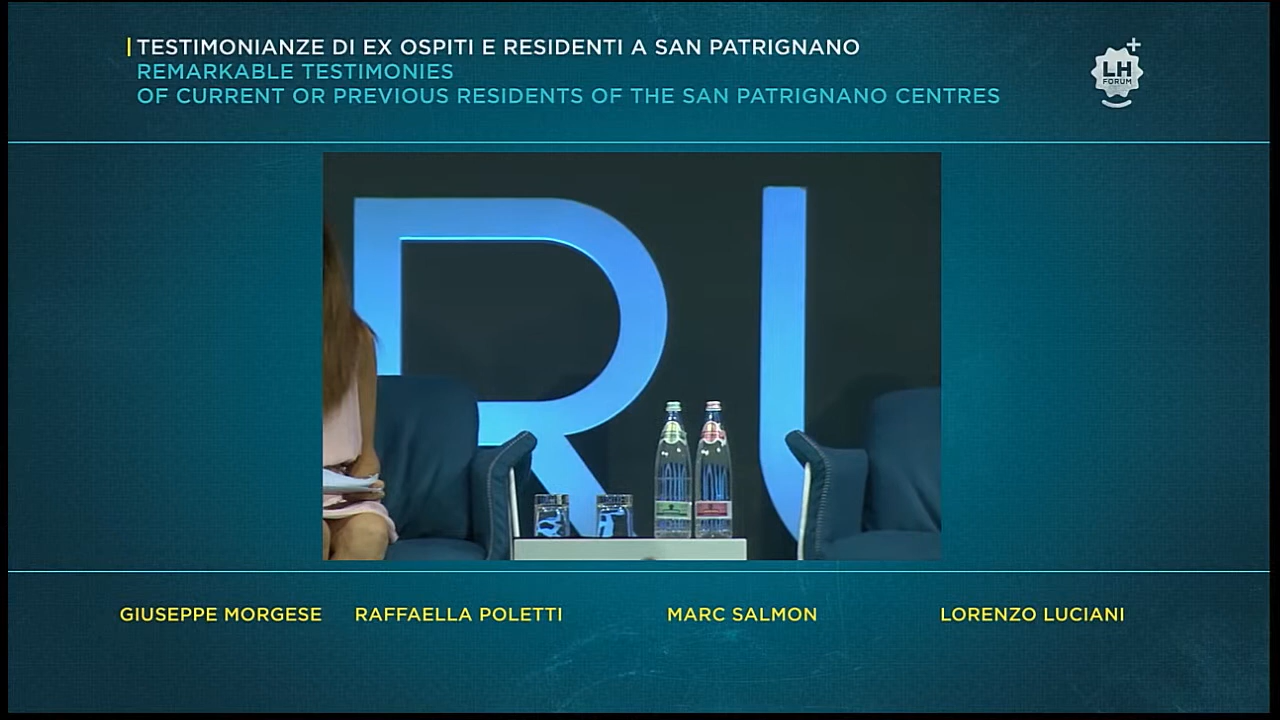 TESTIMONIANZE DI EX OSPITI E RESIDENTI A SAN PATRIGNANO
REMARKABLE TESTIMONIES
OF CURRENT OR PREVIOUS RESIDENTS OF THE SAN PATRIGNANO CENTRES
LH
FORUM
RU
GIUSEPPE MORGESE RAFFAELLA POLETTI MARC SALMON LORENZO LUCIANI